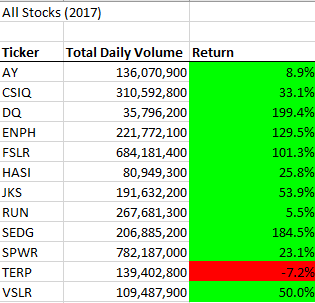 All Stocks (2017)
Ticker Total Daily Volume Return
AY 136,070,900 8.9%
CSIQ 310,592,800 33.1%
DQ 35,796,200 199.4%
ENPH 221,772,100 129.5%
FSLR 684,181,400 101.3%
HASI 80,949,300 25.8%
JKS 191,632,200 53.9%
RUN 267,681,300 5.5%
SEDG 206,885,200 184.5%
SPWR 782,187,000 23.1%
TERP 139,402,800 -7.2%
VSLR 109,487,900 50.0%